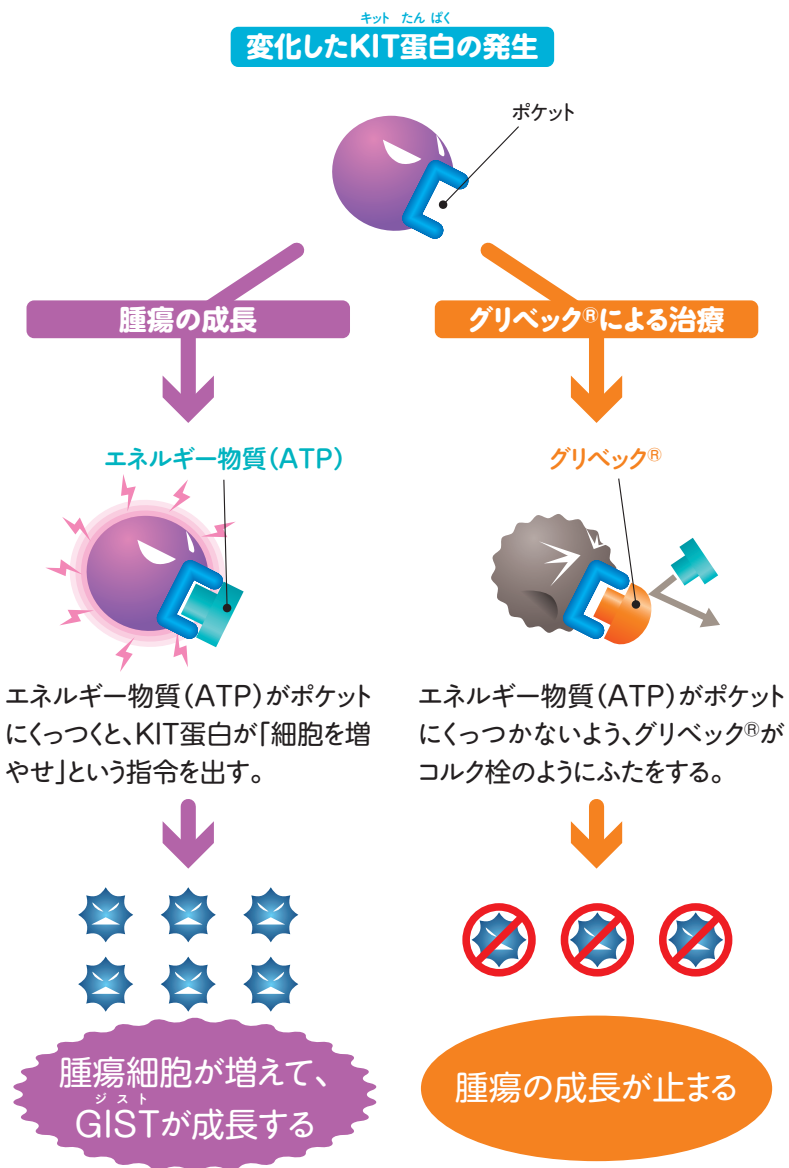 キット たん ぱく
変化したKIT蛋白の発生
ポケット
腫瘍の成長
エネルギー物質(ATP)
エネルギー物質(ATP)がポケット
にくっつくと、KIT蛋白が「細胞を増
やせ」という指令を出す。
腫瘍細胞が増えて、
ジスト
GISTが成長する
グリベック®による治療
グリベック®
エネルギー物質(ATP)がポケット
にくっつかないよう、グリベック®が
コルク栓のようにふたをする。
腫瘍の成長が止まる